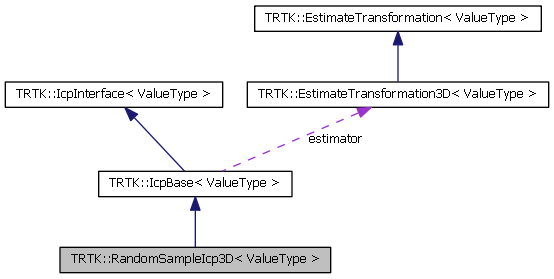 TRTK::EstimateTransformation< ValueType >
TRTK::IcpInterface< ValueType >
TRTK::EstimateTransformation3D< ValueType >
estimator
TRTK::IcpBase< ValueType >
TRTK::RandomSampleIcp3D< ValueType >